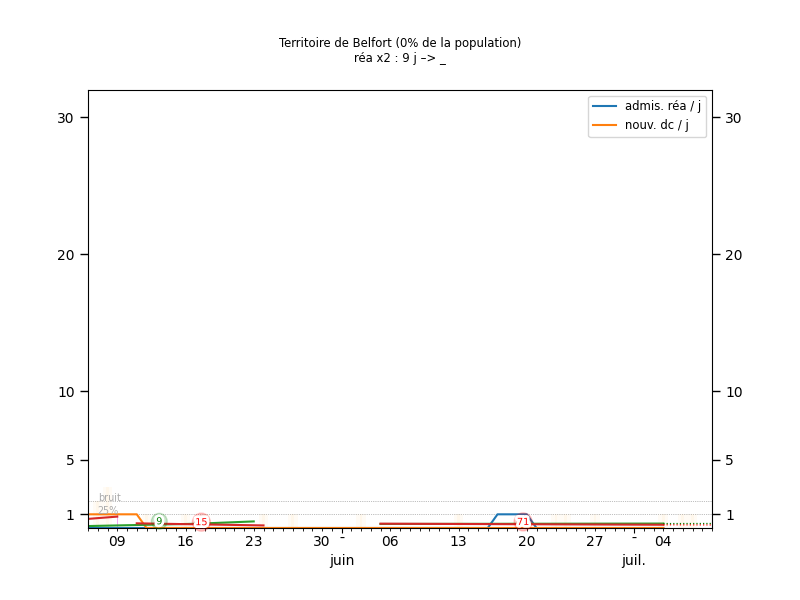 Territoire de Belfort (0% de la population)
réa x2 : 9 j –> _
admis. réa / j
nouv. dc / j
30 30
20 20
10 10
5 5
1 1
bruit
25%
9 15 71
09 16 23 30 - 06 13 20 27 - 04
juin juil.